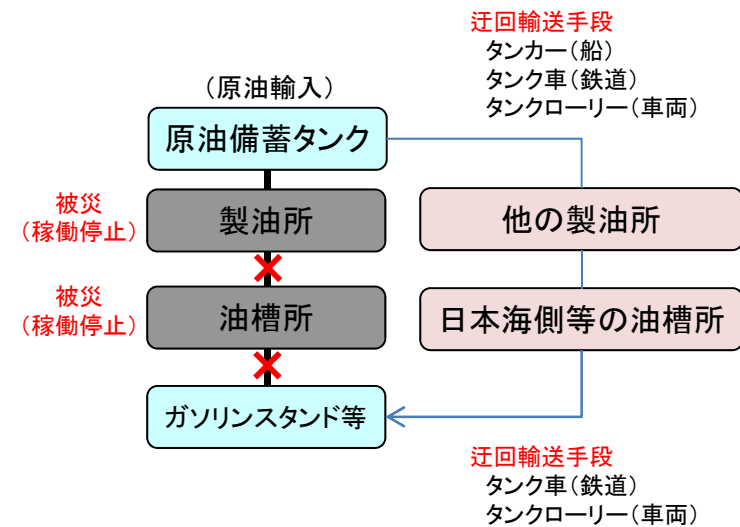 迂回輸送手段
タンカー(船)
タンク車(鉄道)
タンクローリー(車両)
(原油輸入)
原油備蓄タンク
被災
(稼働停止)
製油所
他の製油所
被災
(稼働停止)
油槽所
日本海側等の油槽所
ガソリンスタンド等
迂回輸送手段
タンク車(鉄道)
タンクローリー(車両)